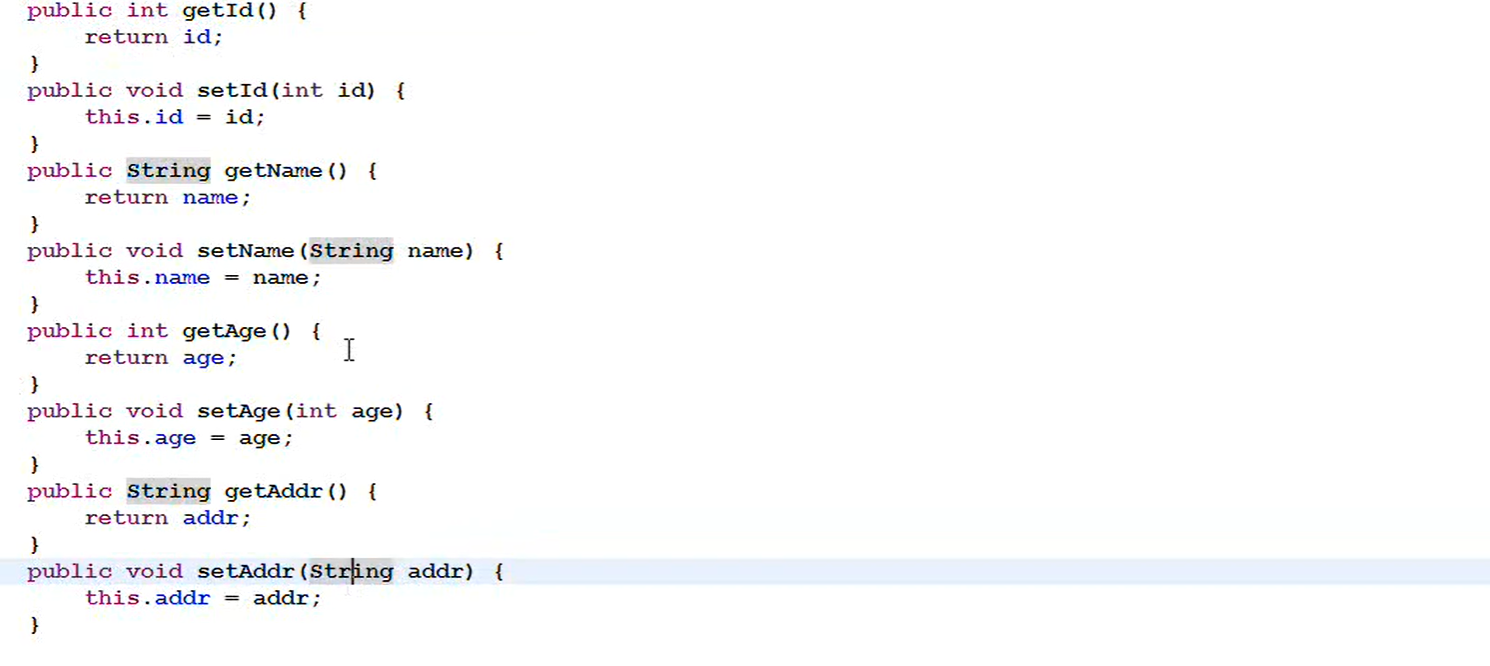 public int getId() {
return id;
}
public void setId(int id) {
this.id = id;
}
public String getName() {
return name;
}
public void setName(String name) {
this.name = name;
}
public int getAge() {
return age;
}
public void setAge(int age) {
this.age = age;
}
public String getAddr() {
return addr;
}
public void setAddr(String addr) {
this.addr = addr;
}